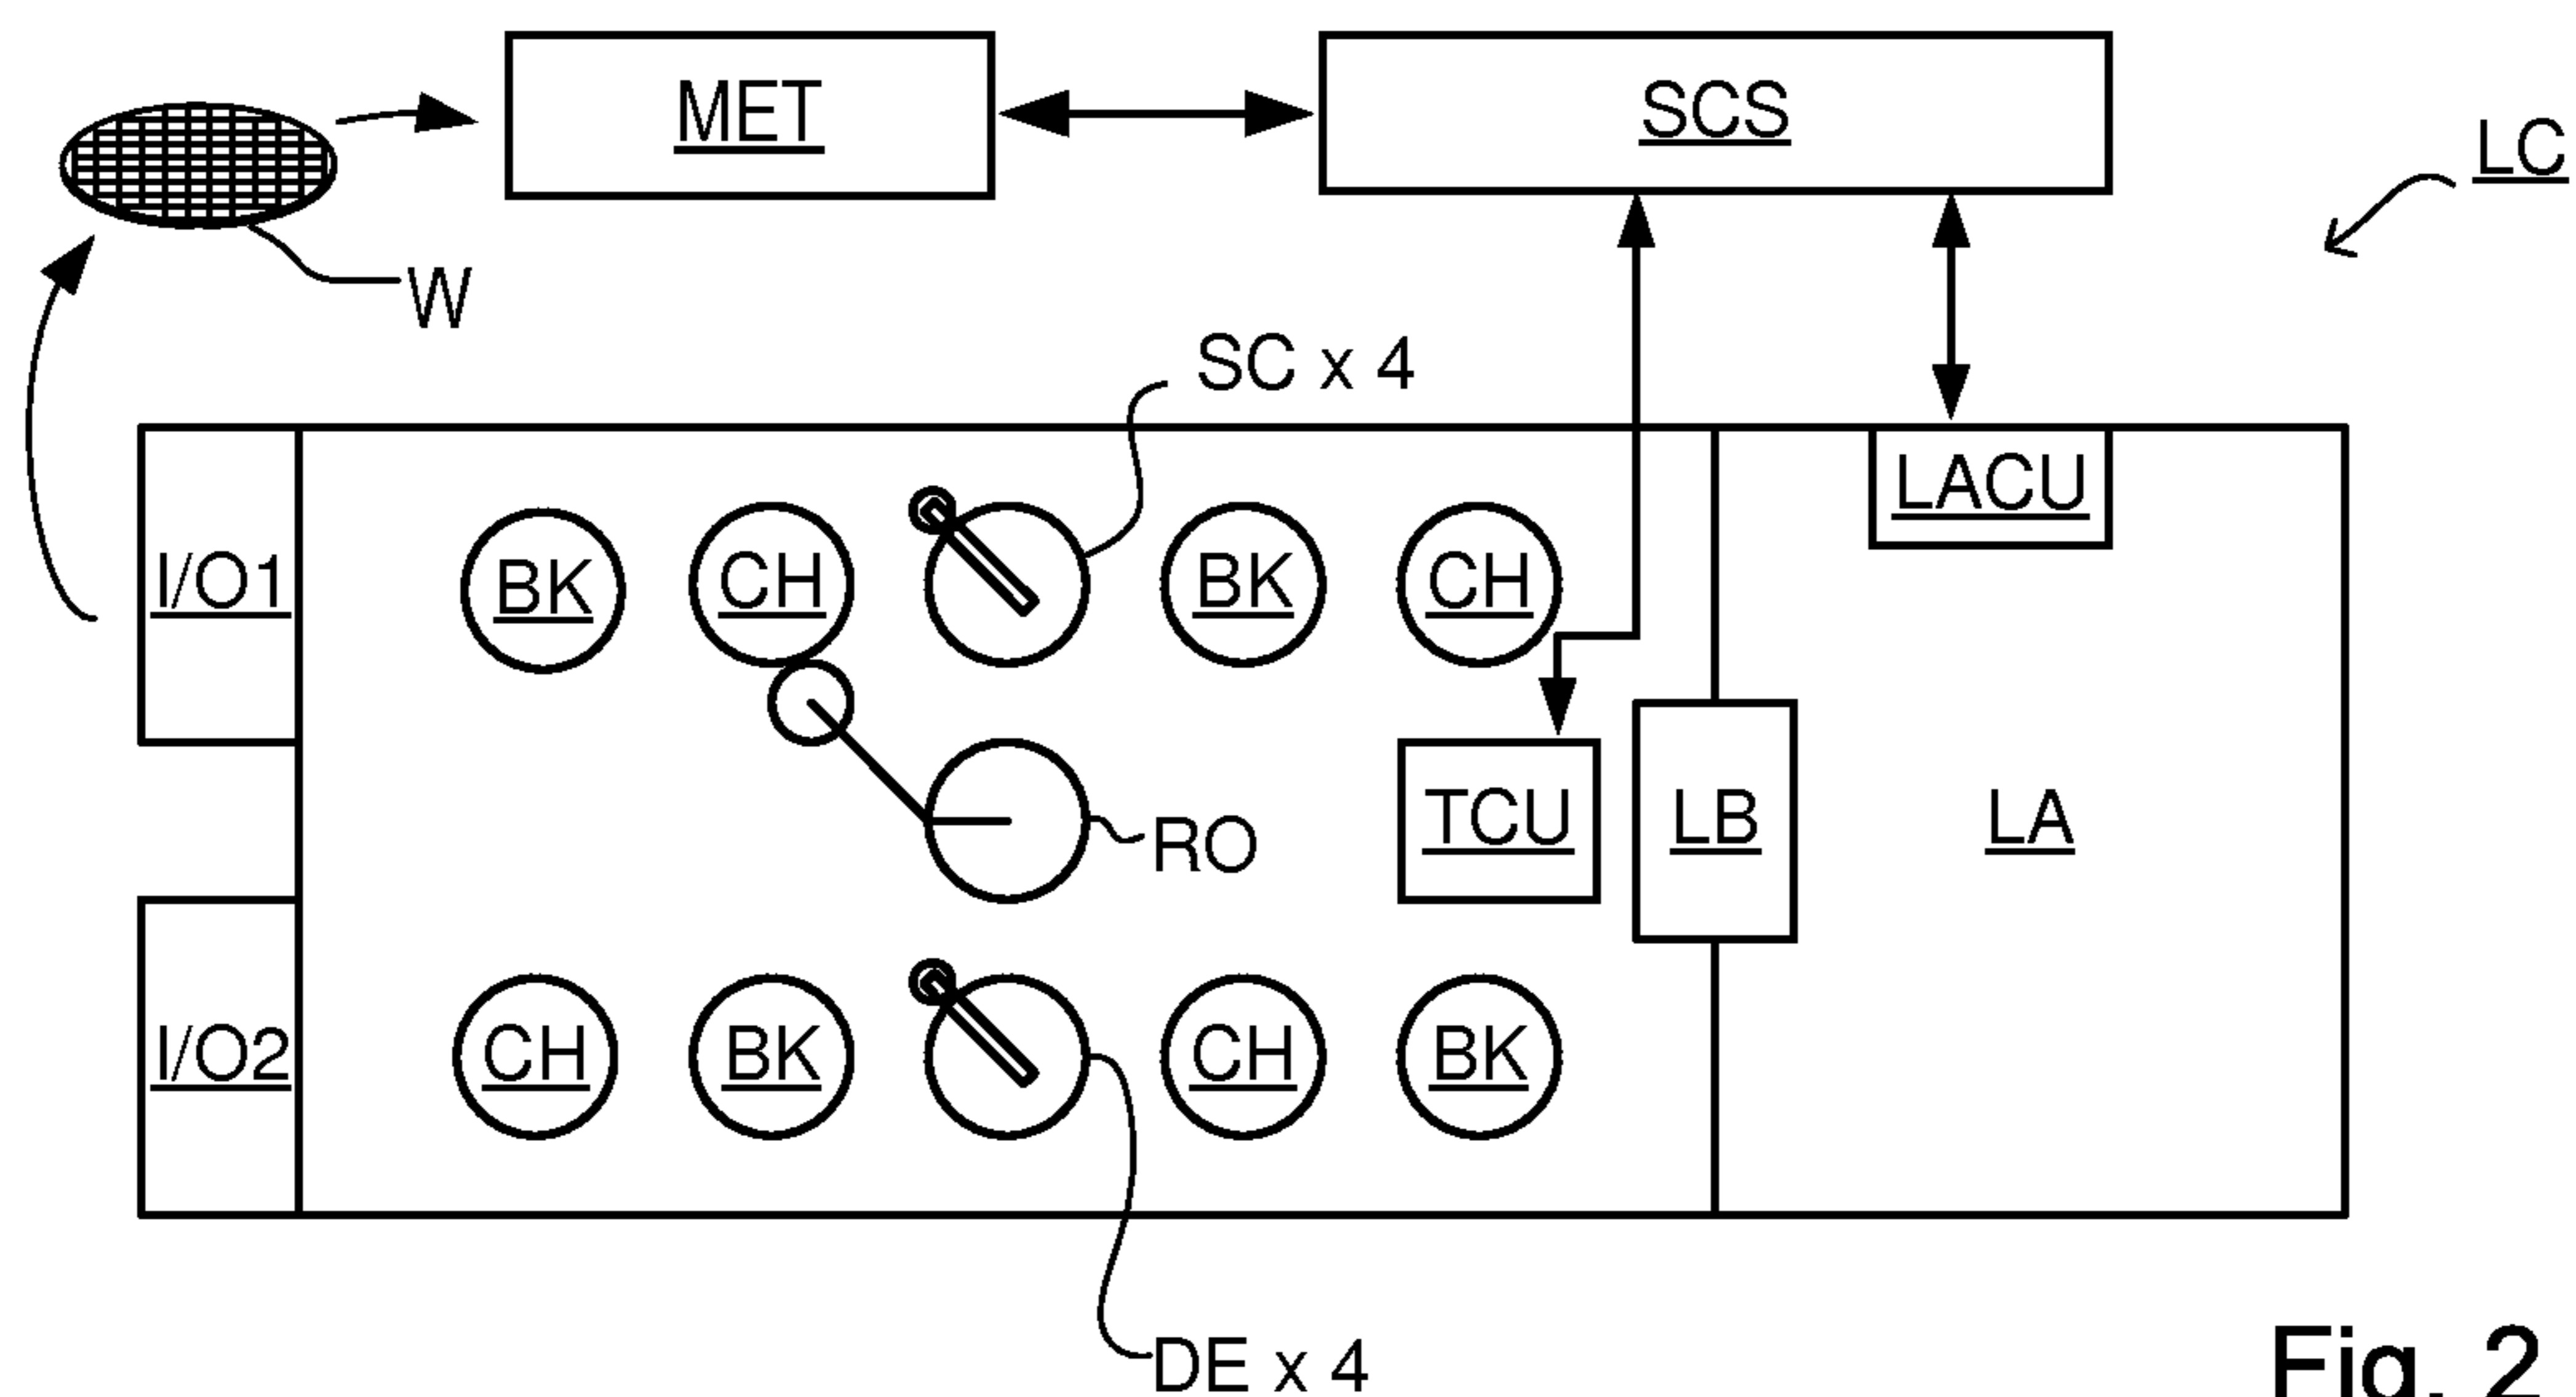 MET
SCS
LC
W
SC x 4
LACU
I/O1
BK
CH
BK
CH
TCU
LB
LA
RO
I/O2
CH
BK
CH
BK
DE x 4
Fig. 2